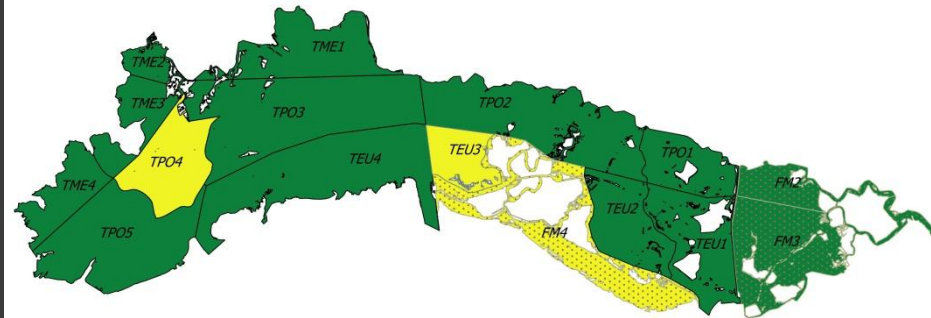 TME1
TME2
TME3
TPO3
TPO2
TPO4
TEU3
TEU4
TPO1
TME4
FM2
TPO5
TEU2
FM4
TEU1
FM3